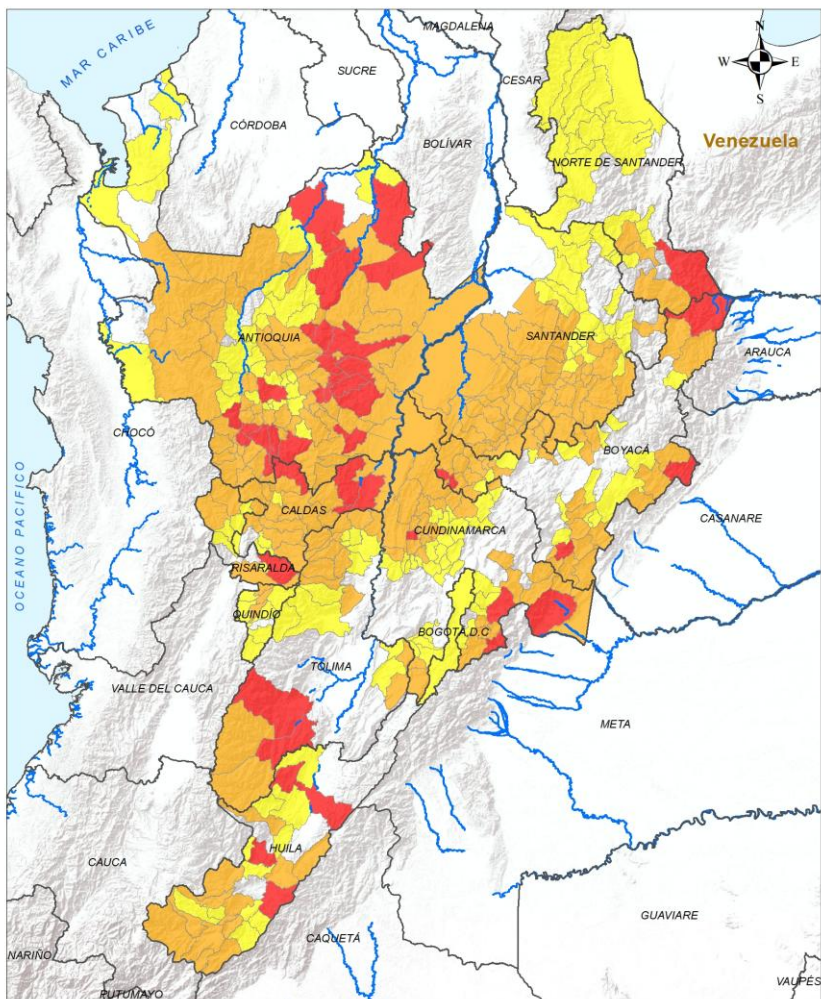 MAR CARIBE
MAGDALENA
N
W E
S
SUCRE
CESAR
CÓRDOBA
BOLÍVAR
Venezuela
NORTE DE SANTANDER
ANTIOQUIA
SANTANDER
ARAUCA
CHOCÓ
BOYACÁ
OCEANO PACIFICO
CALDAS
CUNDINAMARCA
CASANARE
RISARALDA
QUINDÍO
BOGOTÁ, D.C
TOLIMA
VALLE DEL CAUCA
META
CAUCA
HUILA
GUAVIARE
NARIÑO
CAQUETÁ
PUTUMAYO
VAUPÉS